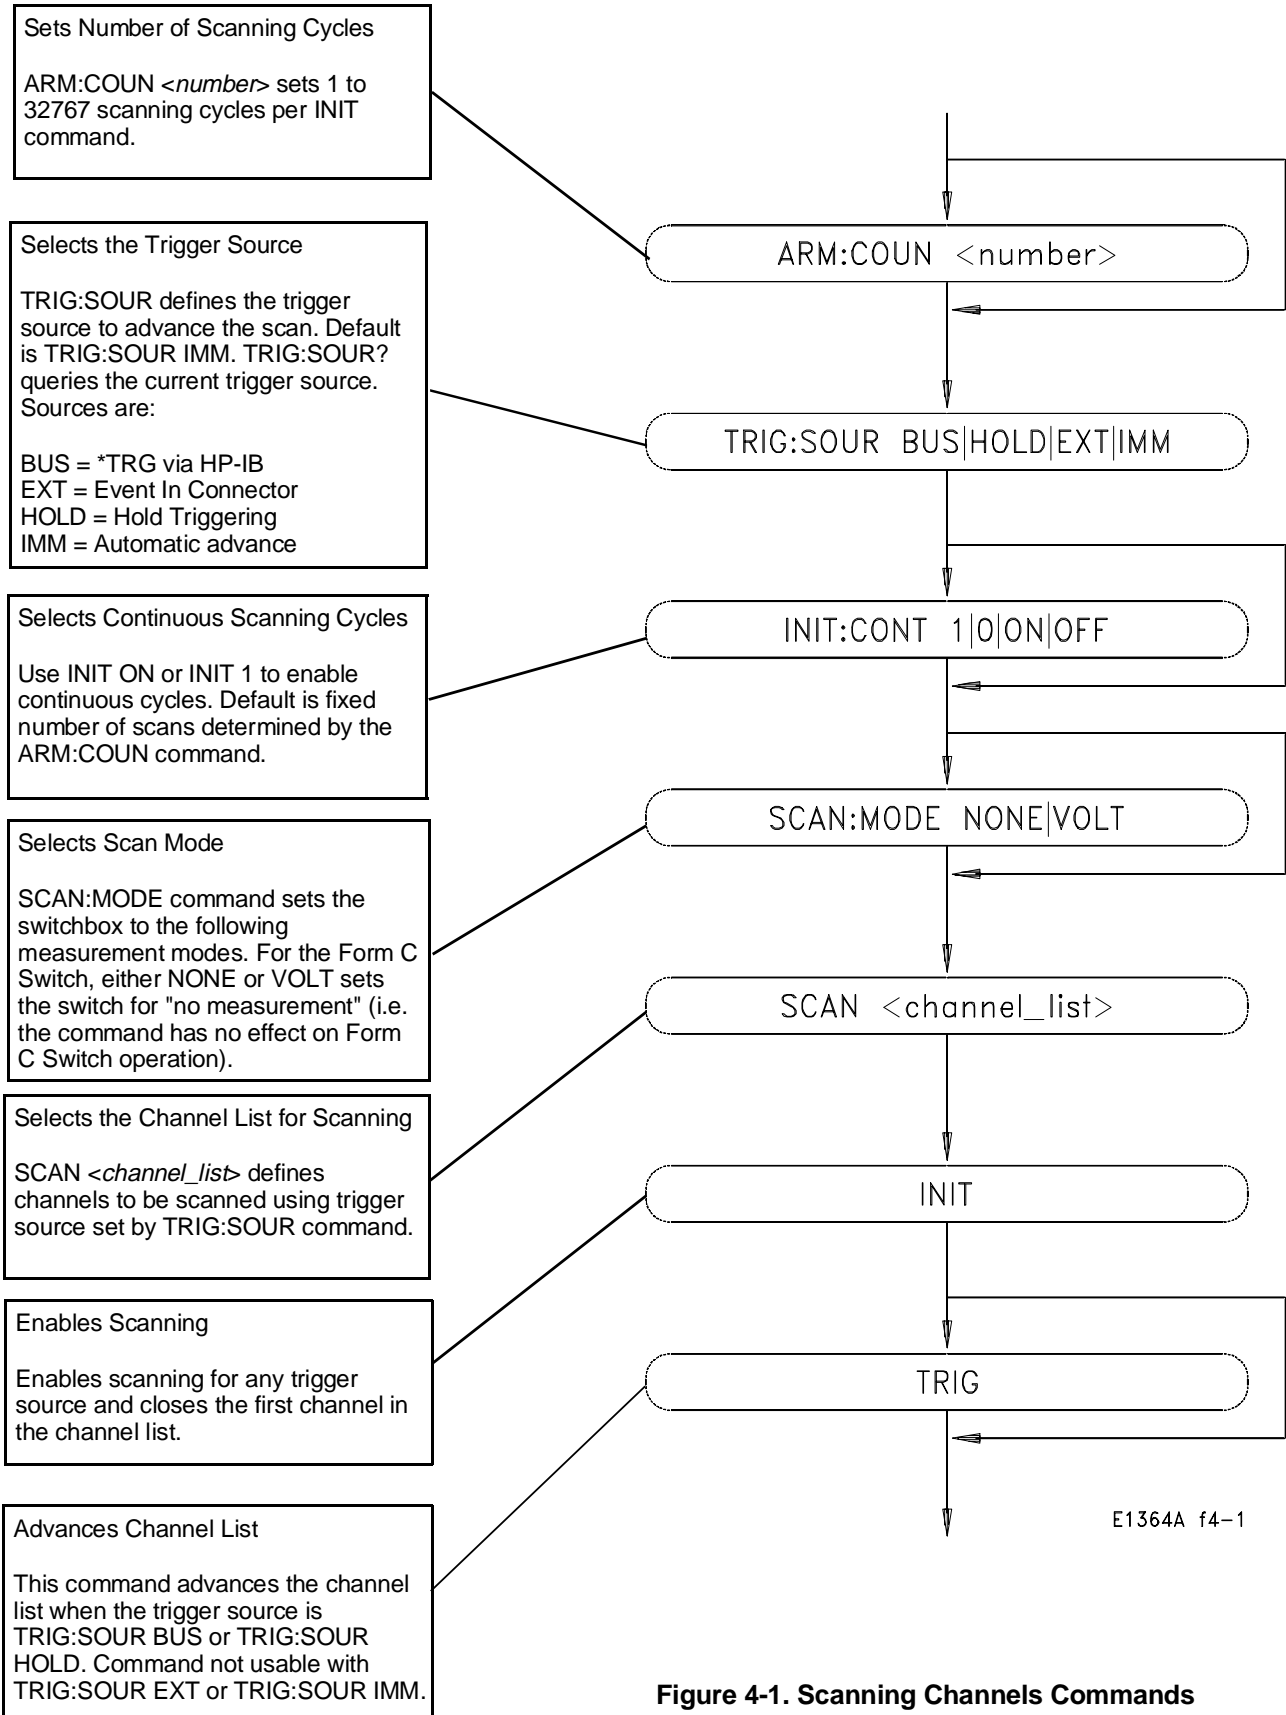 Sets Number of Scanning Cycles
ARM:COUN <number> sets 1 to
32767 scanning cycles per INIT
command.
Selects the Trigger Source
TRIG:SOUR defines the trigger
source to advance the scan. Default
is TRIG:SOUR IMM. TRIG:SOUR?
queries the current trigger source.
Sources are:
BUS = *TRG via HP-IB
EXT = Event In Connector
HOLD = Hold Triggering
IMM = Automatic advance
Selects Continuous Scanning Cycles
Use INIT ON or INIT 1 to enable
continuous cycles. Default is fixed
number of scans determined by the
ARM:COUN command.
Selects Scan Mode
SCAN:MODE command sets the
switchbox to the following
measurement modes. For the Form C
Switch, either NONE or VOLT sets
the switch for "no measurement" (i.e.
the command has no effect on Form
C Switch operation).
Selects the Channel List for Scanning
SCAN <channel_list> defines
channels to be scanned using trigger
source set by TRIG:SOUR command.
Enables Scanning
Enables scanning for any trigger
source and closes the first channel in
the channel list.
Advances Channel List
This command advances the channel
list when the trigger source is
TRIG:SOUR BUS or TRIG:SOUR
HOLD. Command not usable with
TRIG:SOUR EXT or TRIG:SOUR IMM.
ARM:COUN <number>
TRIG:SOUR BUS|HOLD|EXT|IMM
INIT:CONT 1|0|ON|OFF
SCAN:MODE NONE|VOLT
SCAN <channel_list>
INIT
TRIG
E1364A f4-1
Figure 4-1. Scanning Channels Commands